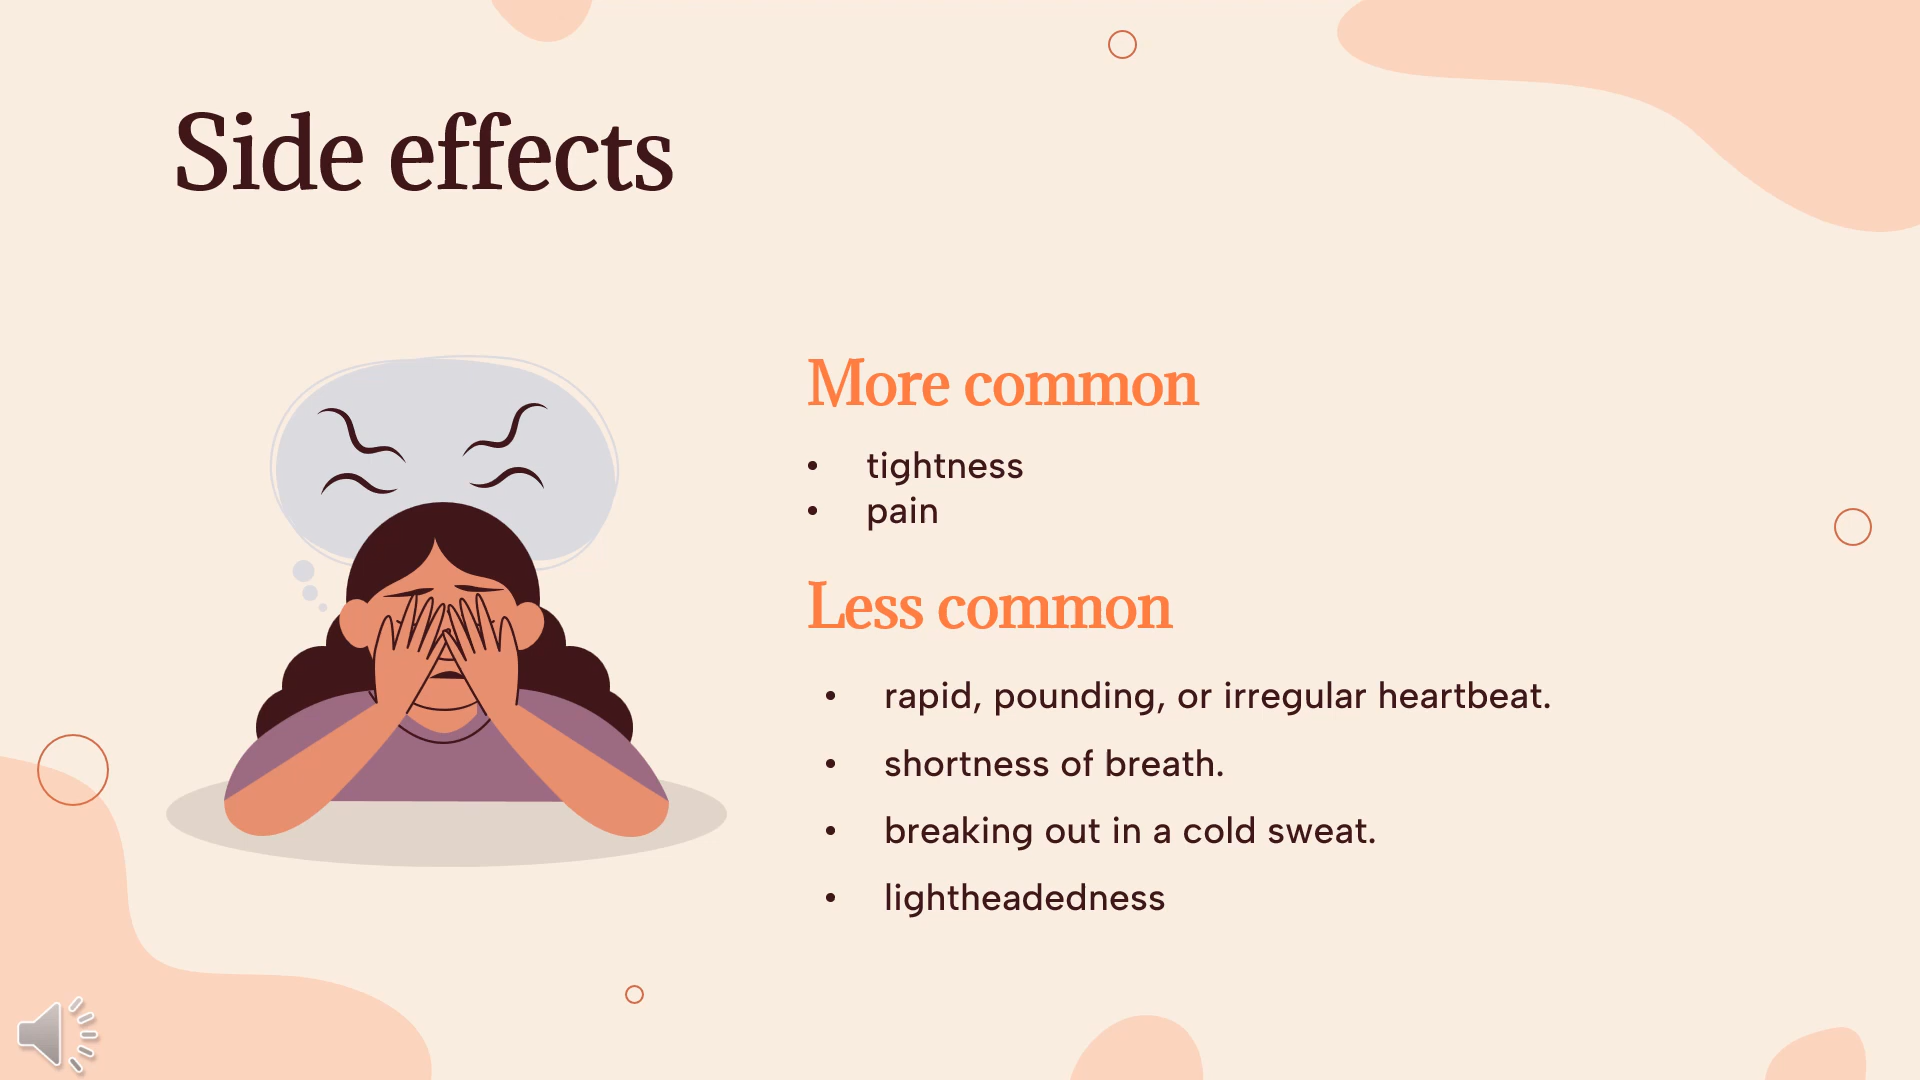 Side effects
More common
• tightness
• pain
Less common
• rapid, pounding, or irregular heartbeat.
• shortness of breath.
• breaking out in a cold sweat.
• lightheadedness